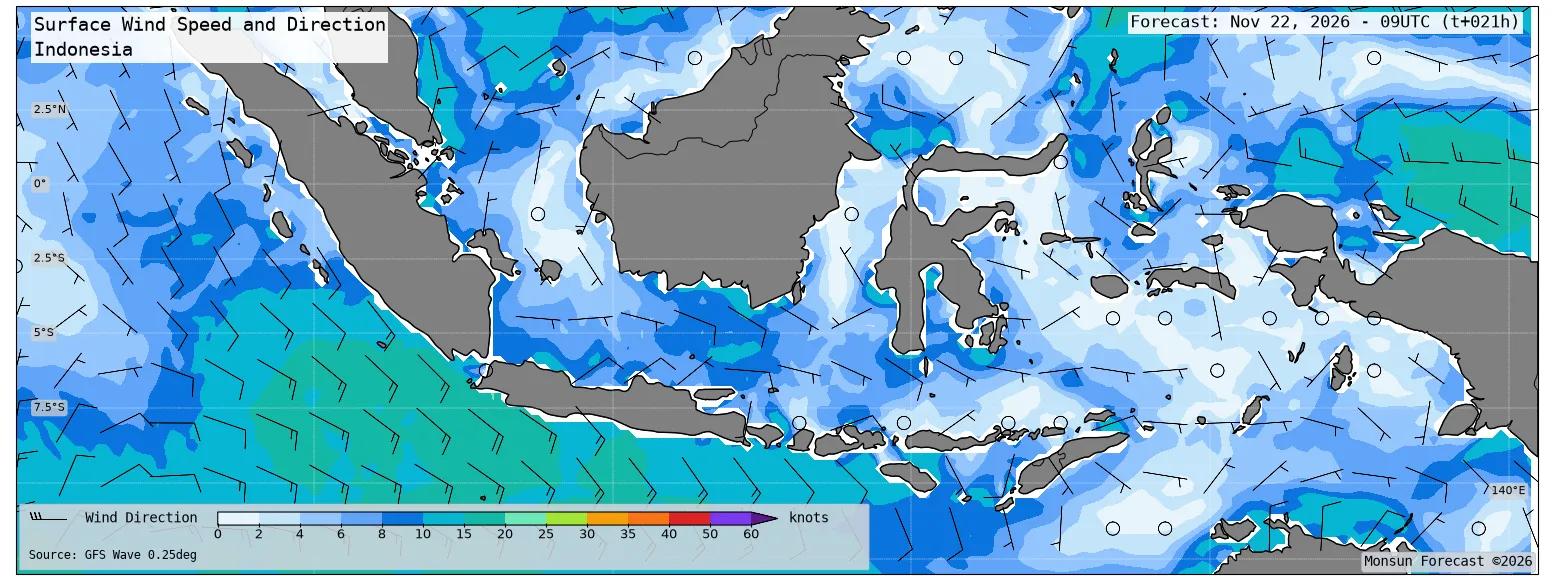 Surface Wind Speed and Direction
Indonesia
Forecast: Nov 22, 2026 - 09UTC (t+021h)
2.5°N
0°
2.5°S
5°S
7.5°S
140°E
Wind Direction
knots
0 2 4 6 8 10 15 20 25 30 35 40 50 60
Source: GFS Wave 0.25deg
Monsun Forecast ©2026